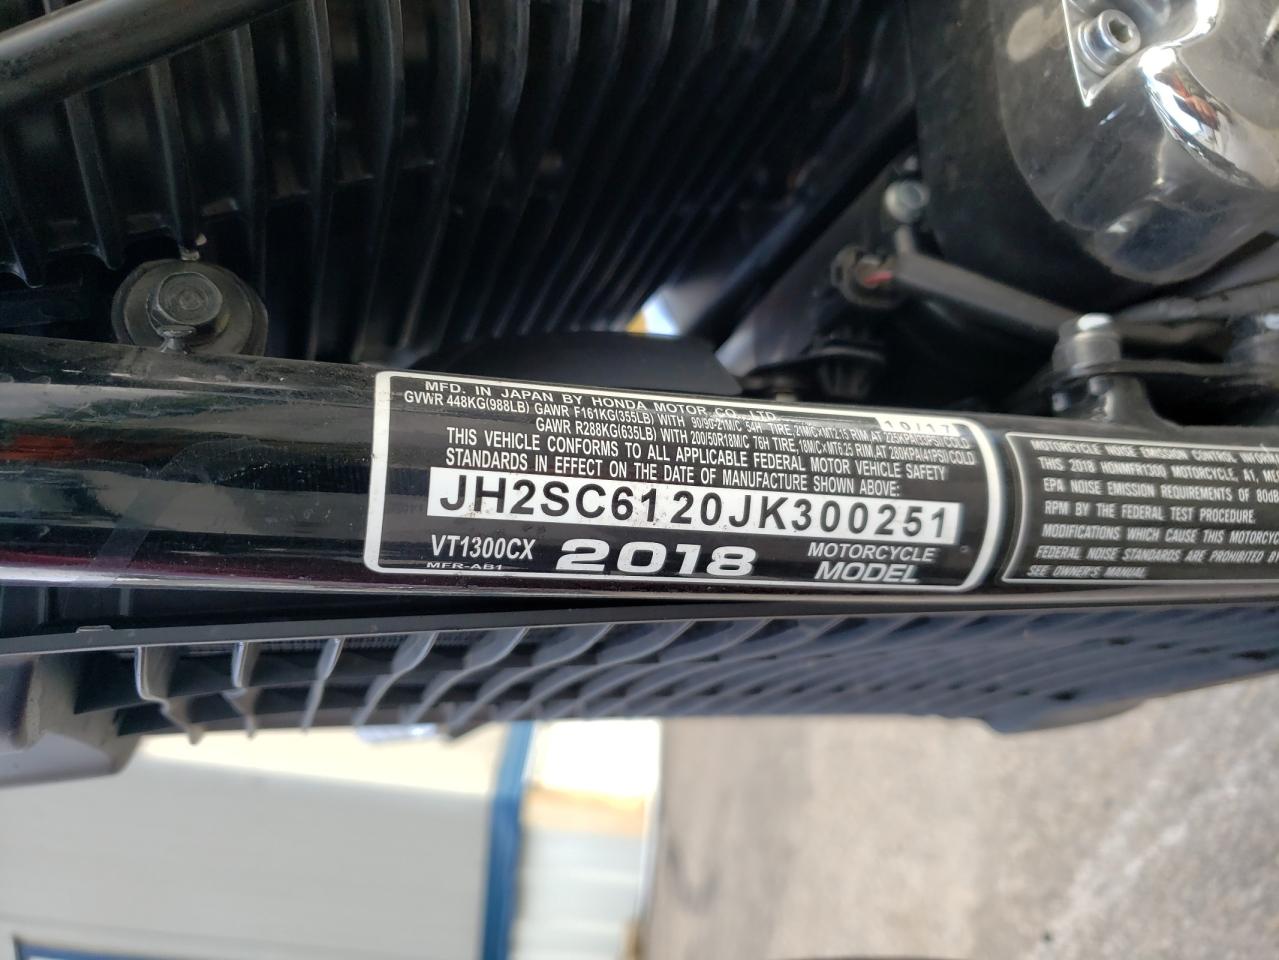 MFD. IN JAPAN BY HONDA MOTOR CO., LTD. 10/17
GVWR 448KG(988LB) GAWR F161KG(355LB) WITH 90/90-21M/C 54H TIRE, 21M/CxMT2.15 RIM AT 225KPA(33PSI) COLD
GAWR R288KG(635LB) WITH 200/50R18M/C 76H TIRE, 18M/CxMT6.25 RIM AT 280KPA(41PSI) COLD
THIS VEHICLE CONFORMS TO ALL APPLICABLE FEDERAL MOTOR VEHICLE SAFETY
STANDARDS IN EFFECT ON THE DATE OF MANUFACTURE SHOWN ABOVE:
JH2SC6120JK300251
VT1300CX 2018 MOTORCYCLE
MFR-AB1 MODEL
MOTORCYCLE NOISE EMISSION CONTROL
THIS 2018 HONMFR1300 MOTORCYCLE, A1,
EPA NOISE EMISSION REQUIREMENTS OF 80dB
RPM BY THE FEDERAL TEST PROCEDURE.
MODIFICATIONS WHICH CAUSE THIS MOTORCYC
FEDERAL NOISE STANDARDS ARE PROHIBITED BY
SEE OWNER'S MANUAL.